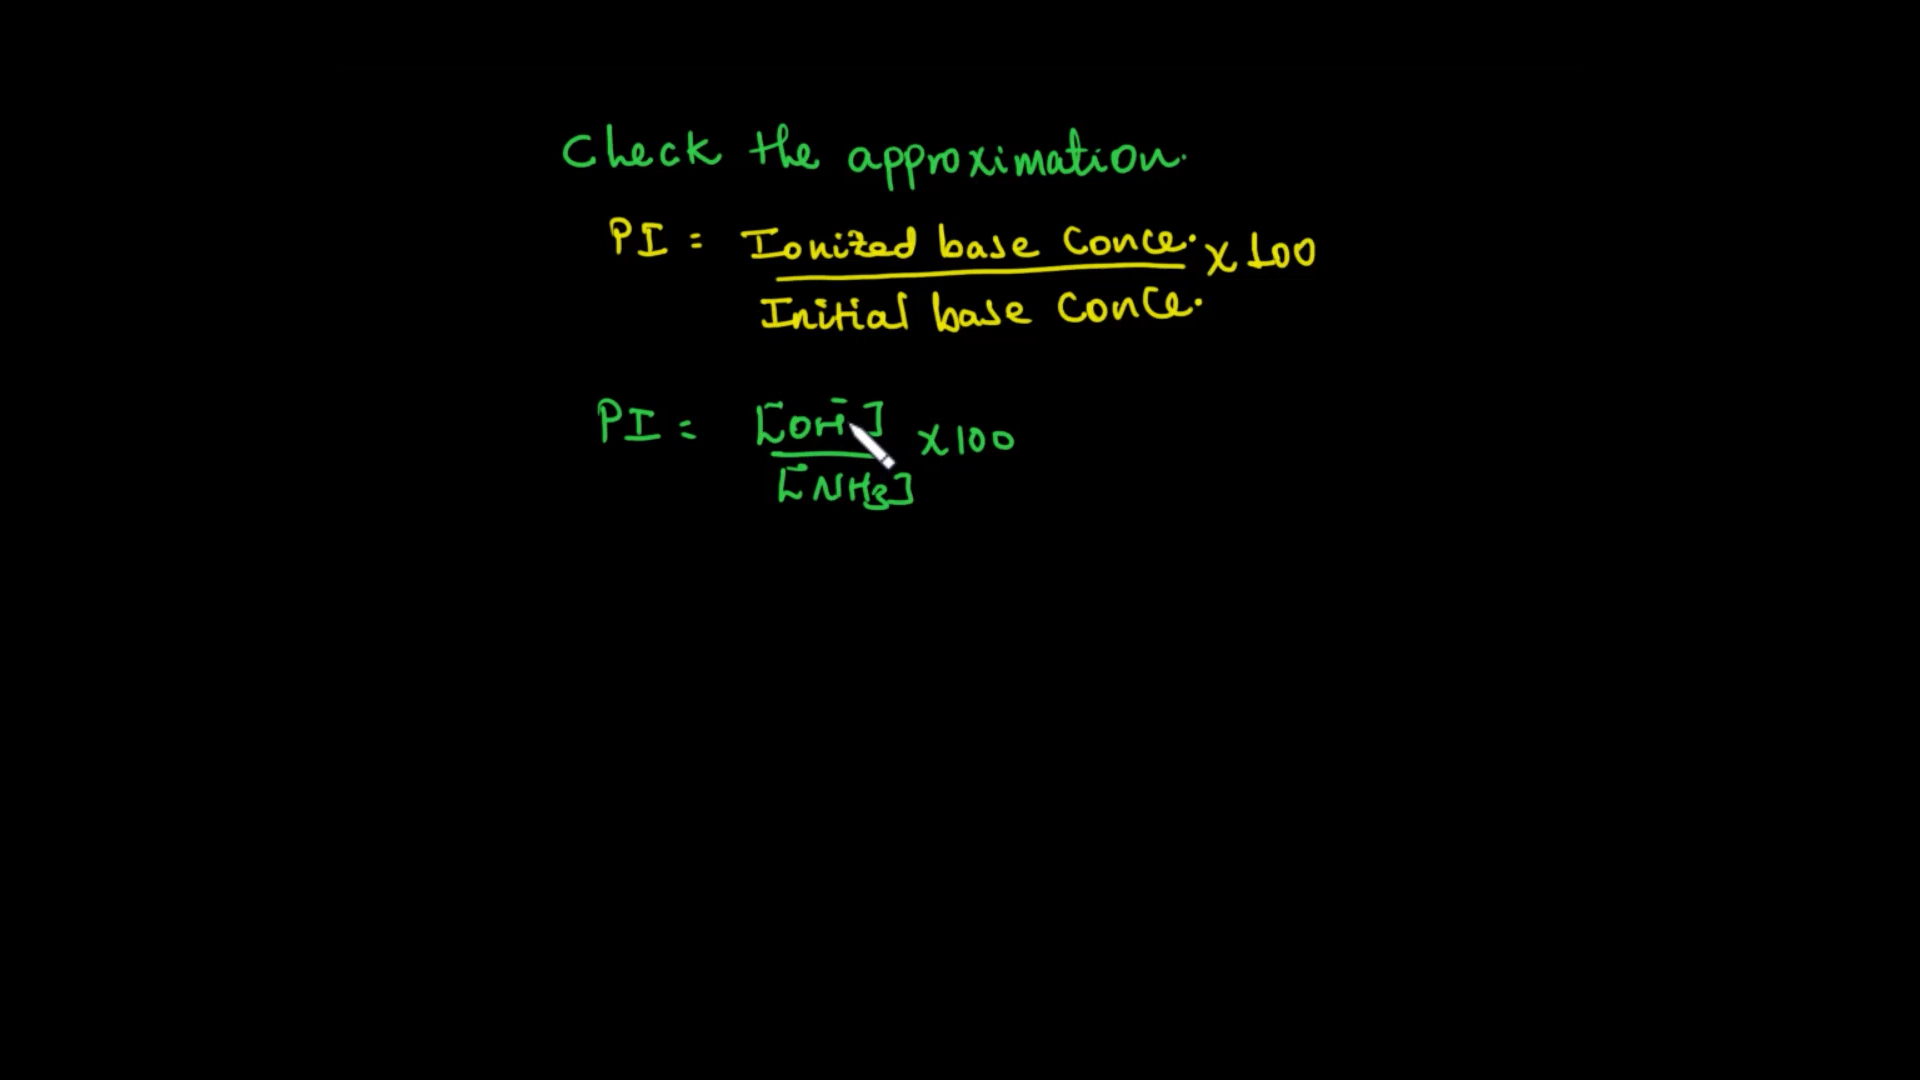 Check the approximation.
PI = Ionized base Conce. x 100
Initial base Conce.
PI = [OH⁻] x 100
[NH₃]